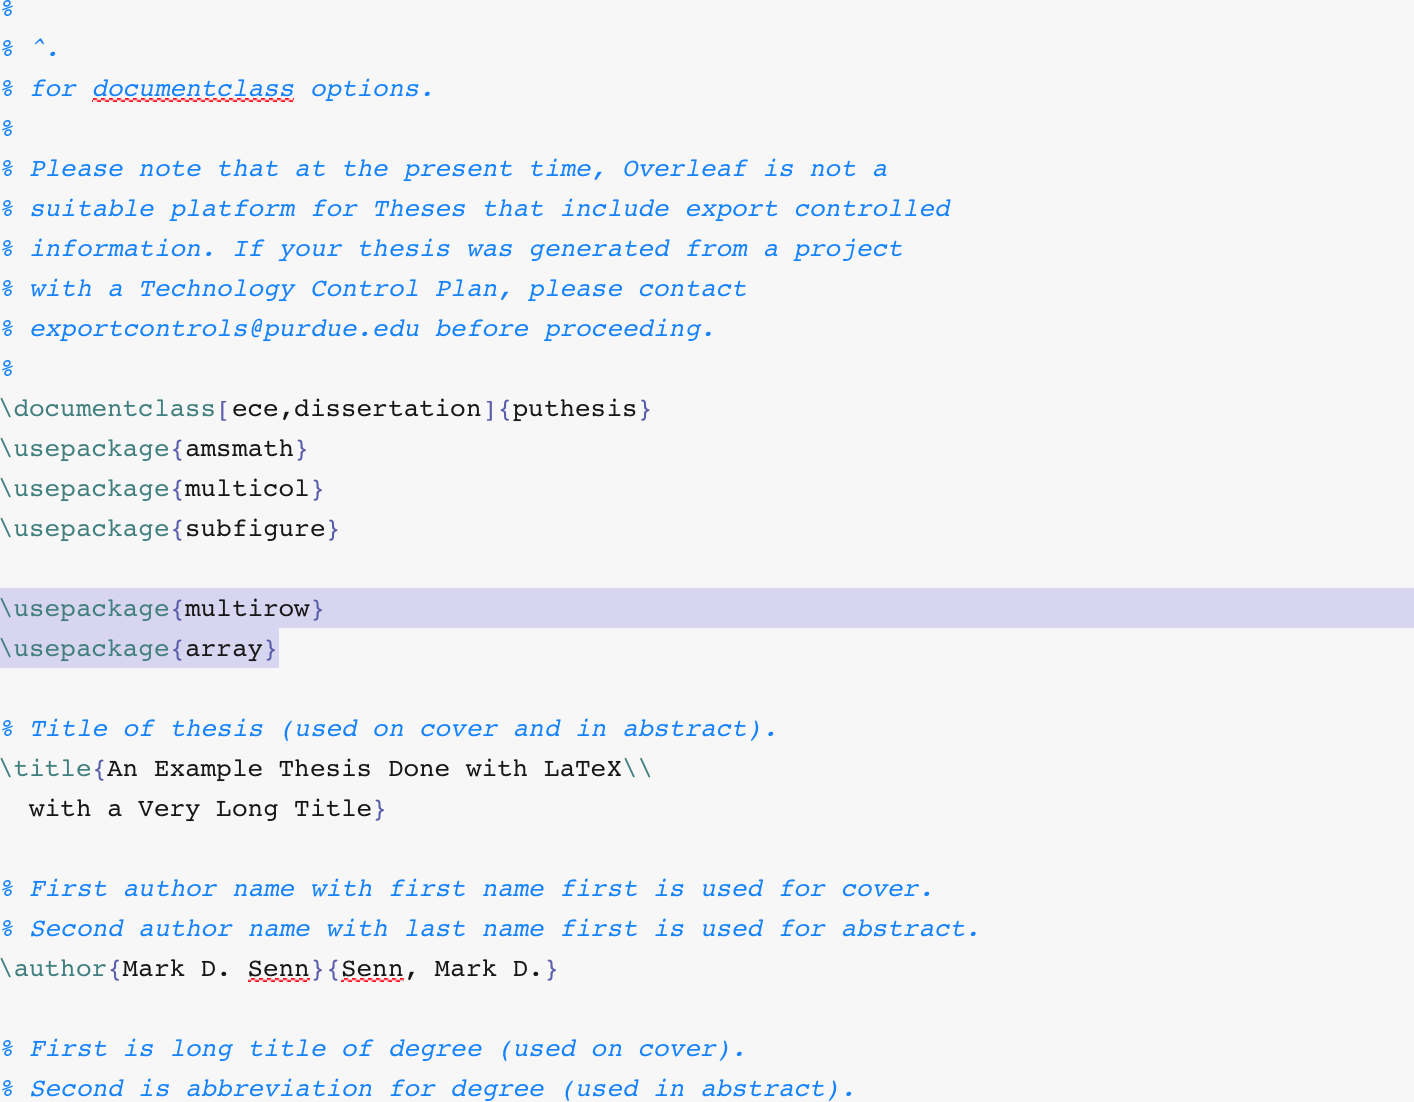 %
% ^.
% for documentclass options.
%
% Please note that at the present time, Overleaf is not a
% suitable platform for Theses that include export controlled
% information. If your thesis was generated from a project
% with a Technology Control Plan, please contact
% exportcontrols@purdue.edu before proceeding.
%
\documentclass[ece,dissertation]{puthesis}
\usepackage{amsmath}
\usepackage{multicol}
\usepackage{subfigure}

\usepackage{multirow}
\usepackage{array}

% Title of thesis (used on cover and in abstract).
\title{An Example Thesis Done with LaTeX\\
  with a Very Long Title}

% First author name with first name first is used for cover.
% Second author name with last name first is used for abstract.
\author{Mark D. Senn}{Senn, Mark D.}

% First is long title of degree (used on cover).
% Second is abbreviation for degree (used in abstract).